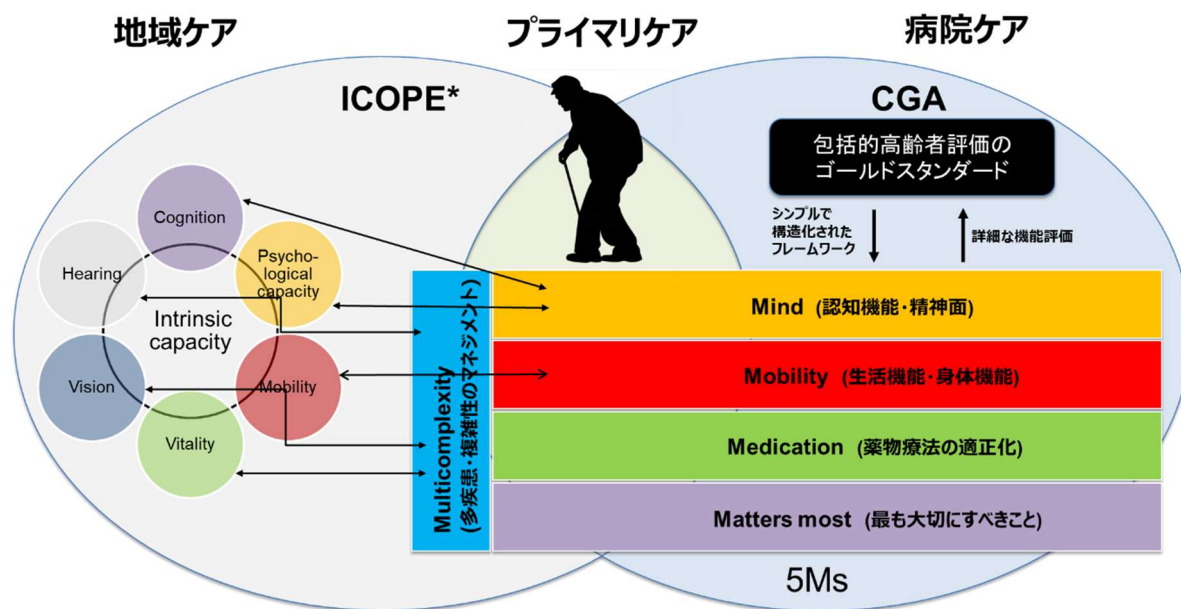 地域ケア
プライマリケア
病院ケア
ICOPE*
CGA
包括的高齢者評価の
ゴールドスタンダード
シンプルで
構造化された
フレームワーク
詳細な機能評価
Cognition
Psycho-
logical
capacity
Hearing
Intrinsic
capacity
Vision
Mobility
Vitality
Multicomplexity
(多疾患・複雑性のマネジメント)
Mind (認知機能・精神面)
Mobility (生活機能・身体機能)
Medication (薬物療法の適正化)
Matters most (最も大切にすべきこと)
5Ms